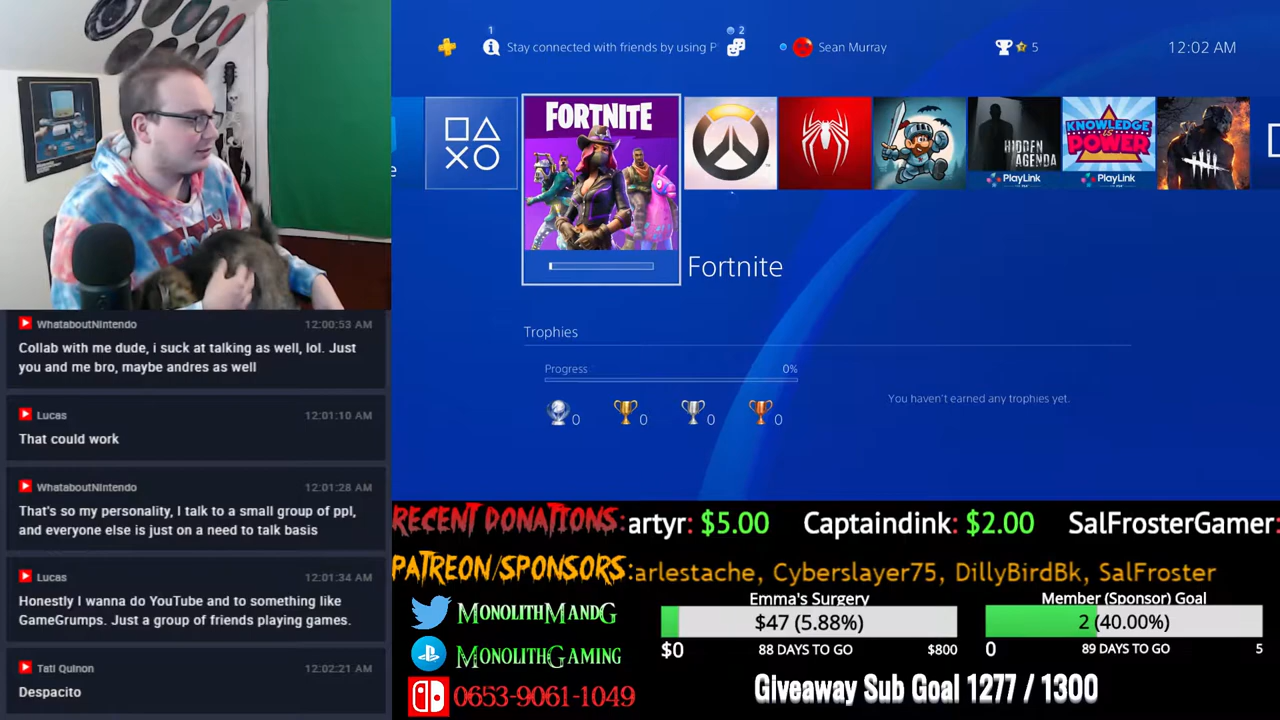 1
Stay connected with friends by using P
2
Sean Murray
5
12:02 AM
e
FORTNITE
HIDDEN
AGENDA
PlayLink
KNOWLEDGE
IS
POWER
PlayLink
Fortnite
Trophies
Progress
0%
0
0
0
0
You haven't earned any trophies yet.
WhataboutNintendo
12:00:53 AM
Collab with me dude, i suck at talking as well, lol. Just
you and me bro, maybe andres as well
Lucas
12:01:10 AM
That could work
WhataboutNintendo
12:01:28 AM
That's so my personality, I talk to a small group of ppl,
and everyone else is just on a need to talk basis
Lucas
12:01:34 AM
Honestly I wanna do YouTube and to something like
GameGrumps. Just a group of friends playing games.
Tati Quinon
12:02:21 AM
Despacito
RECENT DONATIONS: artyr: $5.00 Captaindink: $2.00 SalFrosterGamer:
PATREON/SPONSORS: arlestache, Cyberslayer75, DillyBirdBk, SalFroster
MonolithMandG
MonolithGaming
0653-9061-1049
Emma's Surgery
$47 (5.88%)
$0
88 DAYS TO GO
$800
Member (Sponsor) Goal
2 (40.00%)
0
89 DAYS TO GO
5
Giveaway Sub Goal 1277 / 1300